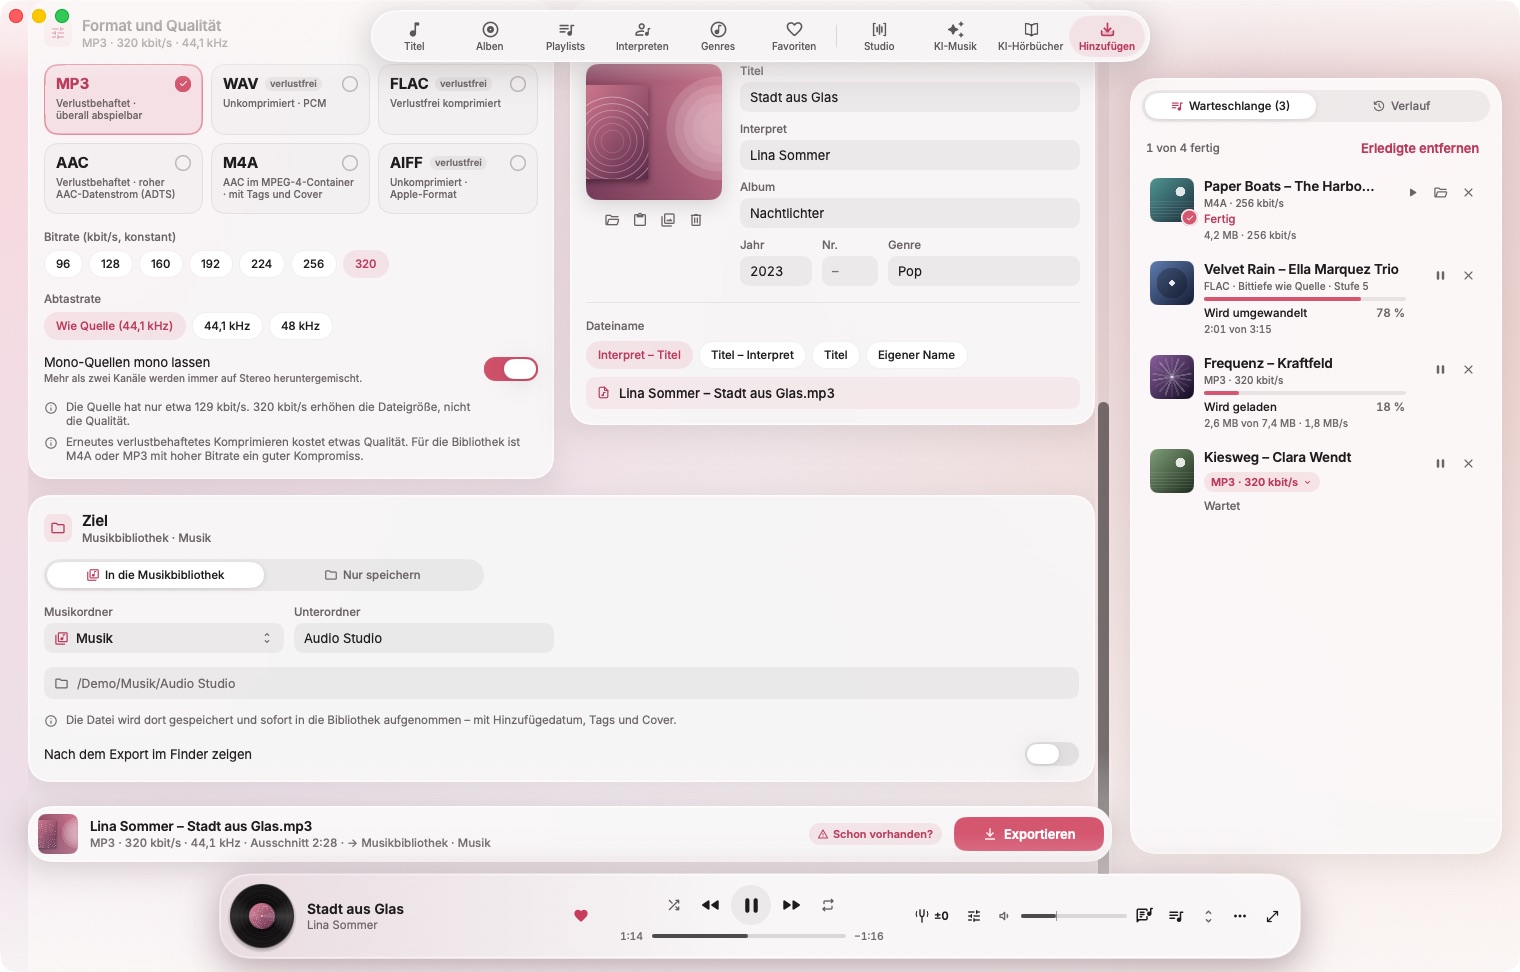 Format und Qualität
MP3 · 320 kbit/s · 44,1 kHz
Titel
Alben
Playlists
Interpreten
Genres
Favoriten
Studio
KI-Musik
KI-Hörbücher
Hinzufügen
MP3
Verlustbehaftet ·
überall abspielbar
WAV verlustfrei
Unkomprimiert · PCM
FLAC verlustfrei
Verlustfrei komprimiert
AAC
Verlustbehaftet · roher
AAC-Datenstrom (ADTS)
M4A
AAC im MPEG-4-Container
· mit Tags und Cover
AIFF verlustfrei
Unkomprimiert ·
Apple-Format
Bitrate (kbit/s, konstant)
96 128 160 192 224 256 320
Abtastrate
Wie Quelle (44,1 kHz) 44,1 kHz 48 kHz
Mono-Quellen mono lassen
Mehr als zwei Kanäle werden immer auf Stereo heruntergemischt.
Die Quelle hat nur etwa 129 kbit/s. 320 kbit/s erhöhen die Dateigröße, nicht
die Qualität.
Erneutes verlustbehaftetes Komprimieren kostet etwas Qualität. Für die Bibliothek ist
M4A oder MP3 mit hoher Bitrate ein guter Kompromiss.
Titel
Stadt aus Glas
Interpret
Lina Sommer
Album
Nachtlichter
Jahr Nr. Genre
2023 – Pop
Dateiname
Interpret – Titel Titel – Interpret Titel Eigener Name
Lina Sommer – Stadt aus Glas.mp3
Ziel
Musikbibliothek · Musik
In die Musikbibliothek Nur speichern
Musikordner Unterordner
Musik Audio Studio
/Demo/Musik/Audio Studio
Die Datei wird dort gespeichert und sofort in die Bibliothek aufgenommen – mit Hinzufügedatum, Tags und Cover.
Nach dem Export im Finder zeigen
Lina Sommer – Stadt aus Glas.mp3
MP3 · 320 kbit/s · 44,1 kHz · Ausschnitt 2:28 · → Musikbibliothek · Musik
Schon vorhanden?
Exportieren
Warteschlange (3) Verlauf
1 von 4 fertig Erledigte entfernen
Paper Boats – The Harbo...
M4A · 256 kbit/s
Fertig
4,2 MB · 256 kbit/s
Velvet Rain – Ella Marquez Trio
FLAC · Bittiefe wie Quelle · Stufe 5
Wird umgewandelt 78 %
2:01 von 3:15
Frequenz – Kraftfeld
MP3 · 320 kbit/s
Wird geladen 18 %
2,6 MB von 7,4 MB · 1,8 MB/s
Kiesweg – Clara Wendt
MP3 · 320 kbit/s
Wartet
Stadt aus Glas
Lina Sommer
1:14 −1:16
±0